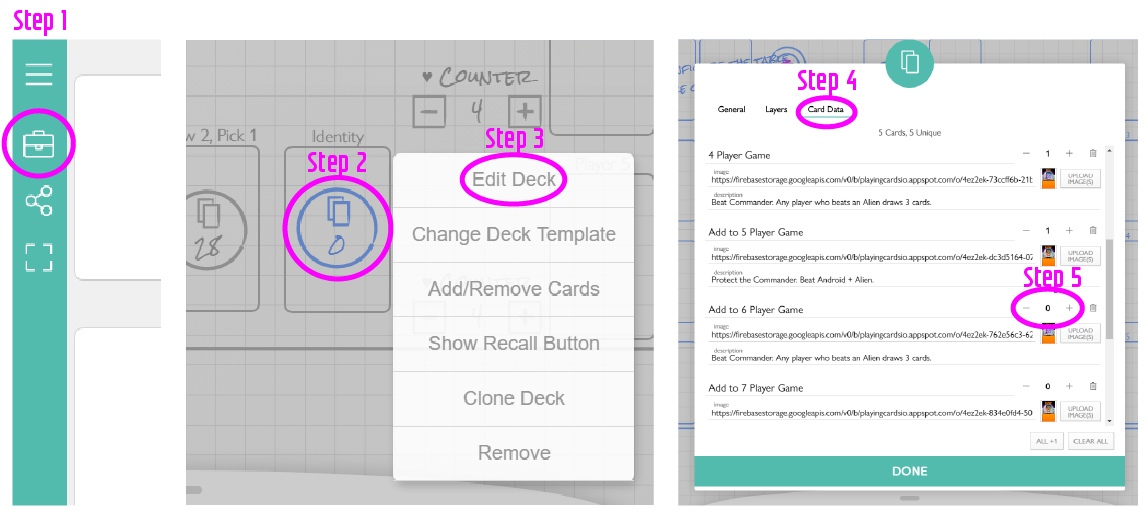 Step 1
w 2, Pick 1
28
Identity
Step 2
0
♥ COUNTER
− 4 +
Step 3
Edit Deck
Change Deck Template
Add/Remove Cards
Show Recall Button
Clone Deck
Remove
Step 4
General Layers Card Data
5 Cards, 5 Unique
4 Player Game − 1 +
image
https://firebasestorage.googleapis.com/v0/b/playingcardsio.appspot.com/o/4ez2ek-73ccff6b-21b
UPLOAD
IMAGE(S)
description
Beat Commander. Any player who beats an Alien draws 3 cards.
Add to 5 Player Game − 1 +
image
https://firebasestorage.googleapis.com/v0/b/playingcardsio.appspot.com/o/4ez2ek-dc3d5164-02
UPLOAD
IMAGE(S)
description
Protect the Commander. Beat Android + Alien.
Step 5
Add to 6 Player Game − 0 +
image
https://firebasestorage.googleapis.com/v0/b/playingcardsio.appspot.com/o/4ez2ek-762e56c3-62
UPLOAD
IMAGE(S)
description
Beat Commander. Any player who beats an Alien draws 3 cards.
Add to 7 Player Game − 0 +
image
https://firebasestorage.googleapis.com/v0/b/playingcardsio.appspot.com/o/4ez2ek-834e0fd4-50
UPLOAD
IMAGE(S)
ALL +1 CLEAR ALL
DONE